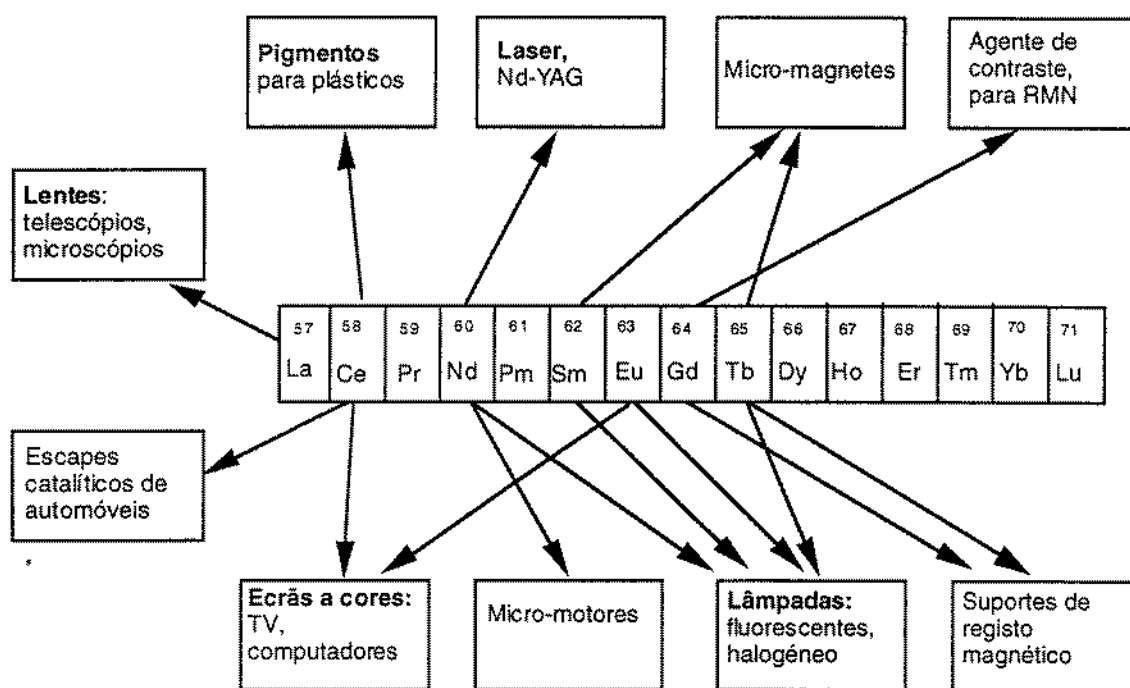 Pigmentos
para plásticos
Laser,
Nd-YAG
Micro-magnetes
Agente de
contraste,
para RMN
Lentes:
telescópios,
microscópios
57 58 59 60 61 62 63 64 65 66 67 68 69 70 71
La Ce Pr Nd Pm Sm Eu Gd Tb Dy Ho Er Tm Yb Lu
Escapes
catalíticos de
automóveis
Ecrãs a cores:
TV,
computadores
Micro-motores
Lâmpadas:
fluorescentes,
halogéneo
Suportes de
registo
magnético